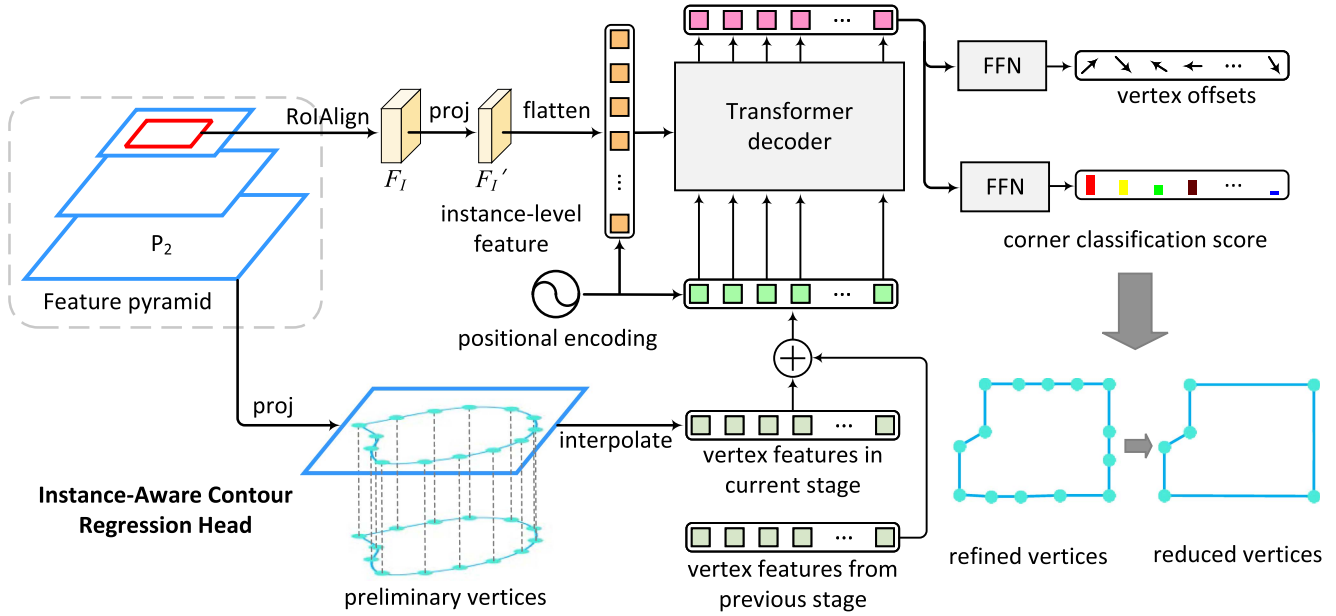 RoIAlign
proj
flatten
F_I
F_I′
instance-level
feature
P₂
Feature pyramid
positional encoding
Transformer
decoder
...
FFN
...
vertex offsets
FFN
...
corner classification score
...
...
proj
interpolate
...
vertex features in
current stage
...
vertex features from
previous stage
Instance-Aware Contour
Regression Head
preliminary vertices
refined vertices
reduced vertices